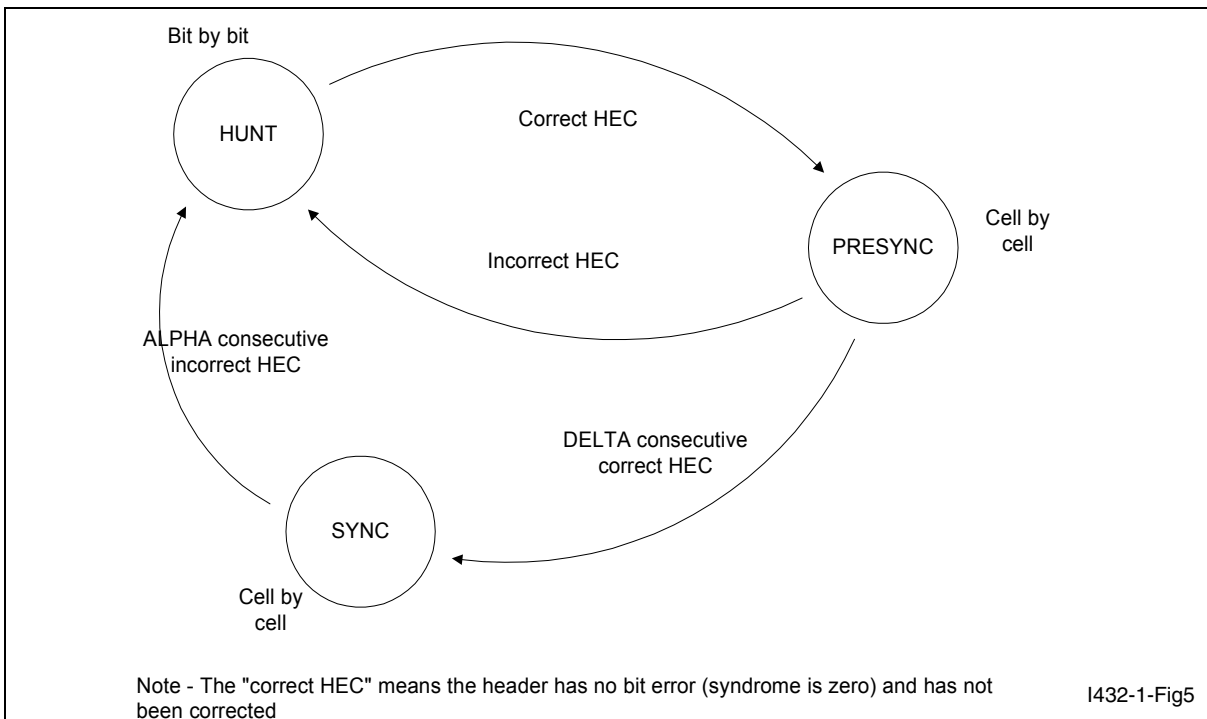 Bit by bit
HUNT
Correct HEC
Cell by
cell
PRESYNC
Incorrect HEC
ALPHA consecutive
incorrect HEC
DELTA consecutive
correct HEC
SYNC
Cell by
cell
Note - The "correct HEC" means the header has no bit error (syndrome is zero) and has not
been corrected
I432-1-Fig5